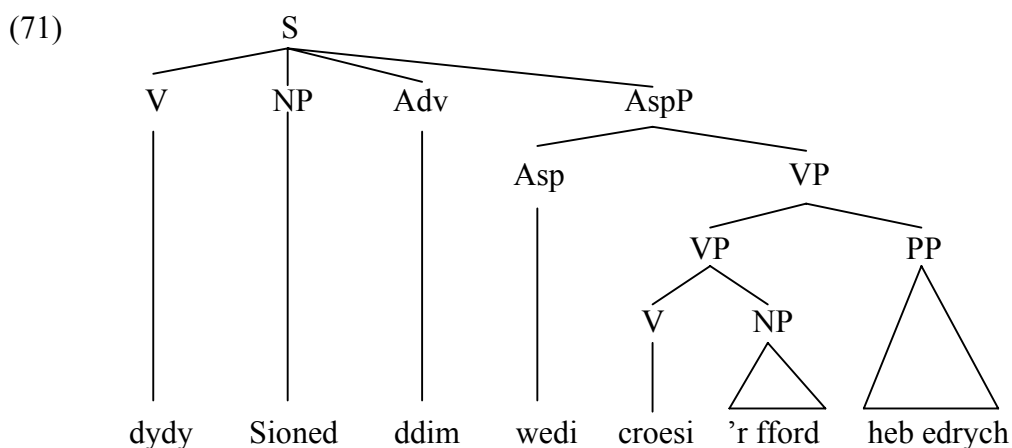 (71) S
V NP Adv AspP
Asp VP
VP PP
V NP
dydy Sioned ddim wedi croesi ’r fford heb edrych